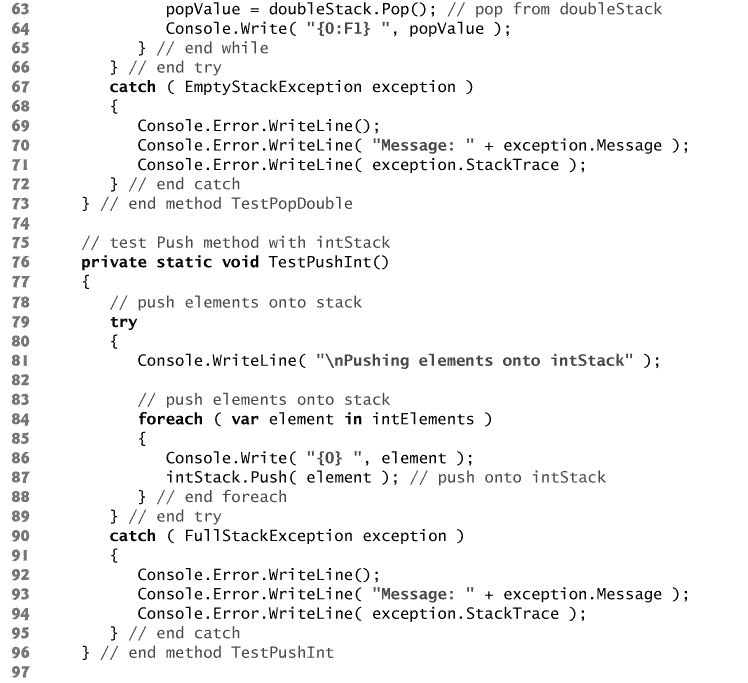 63                popValue = doubleStack.Pop(); // pop from doubleStack
64                Console.Write( "{0:F1} ", popValue );
65             } // end while
66          } // end try
67          catch ( EmptyStackException exception )
68          {
69             Console.Error.WriteLine();
70             Console.Error.WriteLine( "Message: " + exception.Message );
71             Console.Error.WriteLine( exception.StackTrace );
72          } // end catch
73       } // end method TestPopDouble
74
75       // test Push method with intStack
76       private static void TestPushInt()
77       {
78          // push elements onto stack
79          try
80          {
81             Console.WriteLine( "\nPushing elements onto intStack" );
82
83             // push elements onto stack
84             foreach ( var element in intElements )
85             {
86                Console.Write( "{0} ", element );
87                intStack.Push( element ); // push onto intStack
88             } // end foreach
89          } // end try
90          catch ( FullStackException exception )
91          {
92             Console.Error.WriteLine();
93             Console.Error.WriteLine( "Message: " + exception.Message );
94             Console.Error.WriteLine( exception.StackTrace );
95          } // end catch
96       } // end method TestPushInt
97